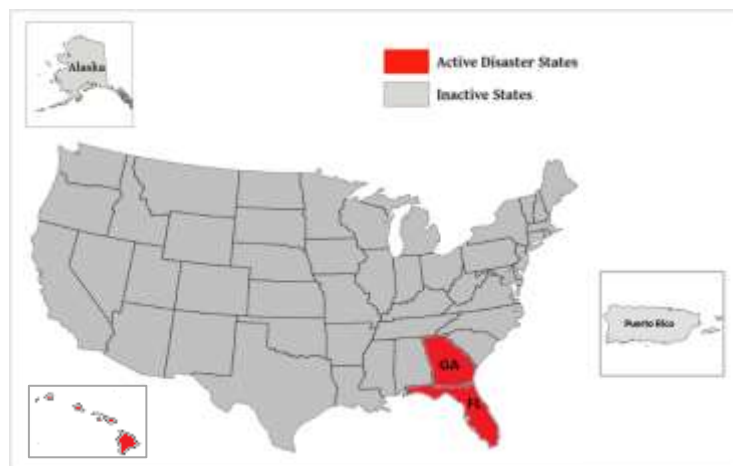 Alaska
Active Disaster States
Inactive States
Puerto Rico
GA
FL